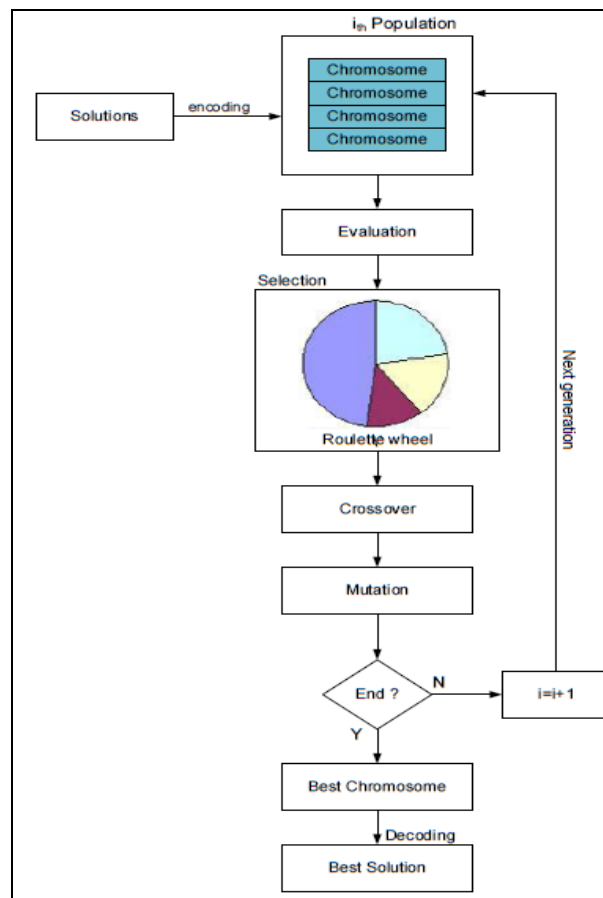 ith Population
Chromosome
Chromosome
Chromosome
Chromosome
Solutions
encoding
Evaluation
Selection
Roulette wheel
Next generation
Crossover
Mutation
End ?
N
i=i+1
Y
Best Chromosome
Decoding
Best Solution